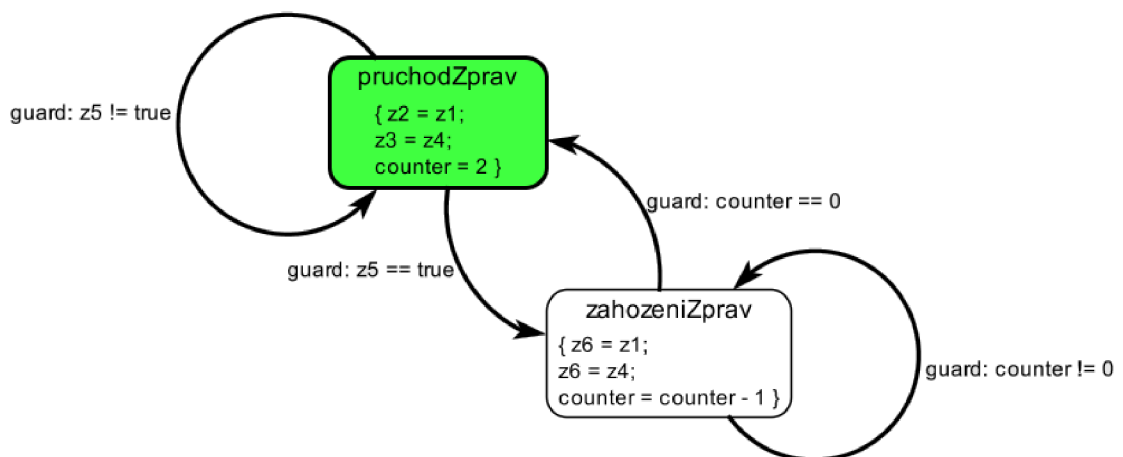 pruchodZprav
{ z2 = z1;
z3 = z4;
counter = 2 }
guard: z5 != true
guard: counter == 0
guard: z5 == true
zahozeniZprav
{ z6 = z1;
z6 = z4;
counter = counter - 1 }
guard: counter != 0